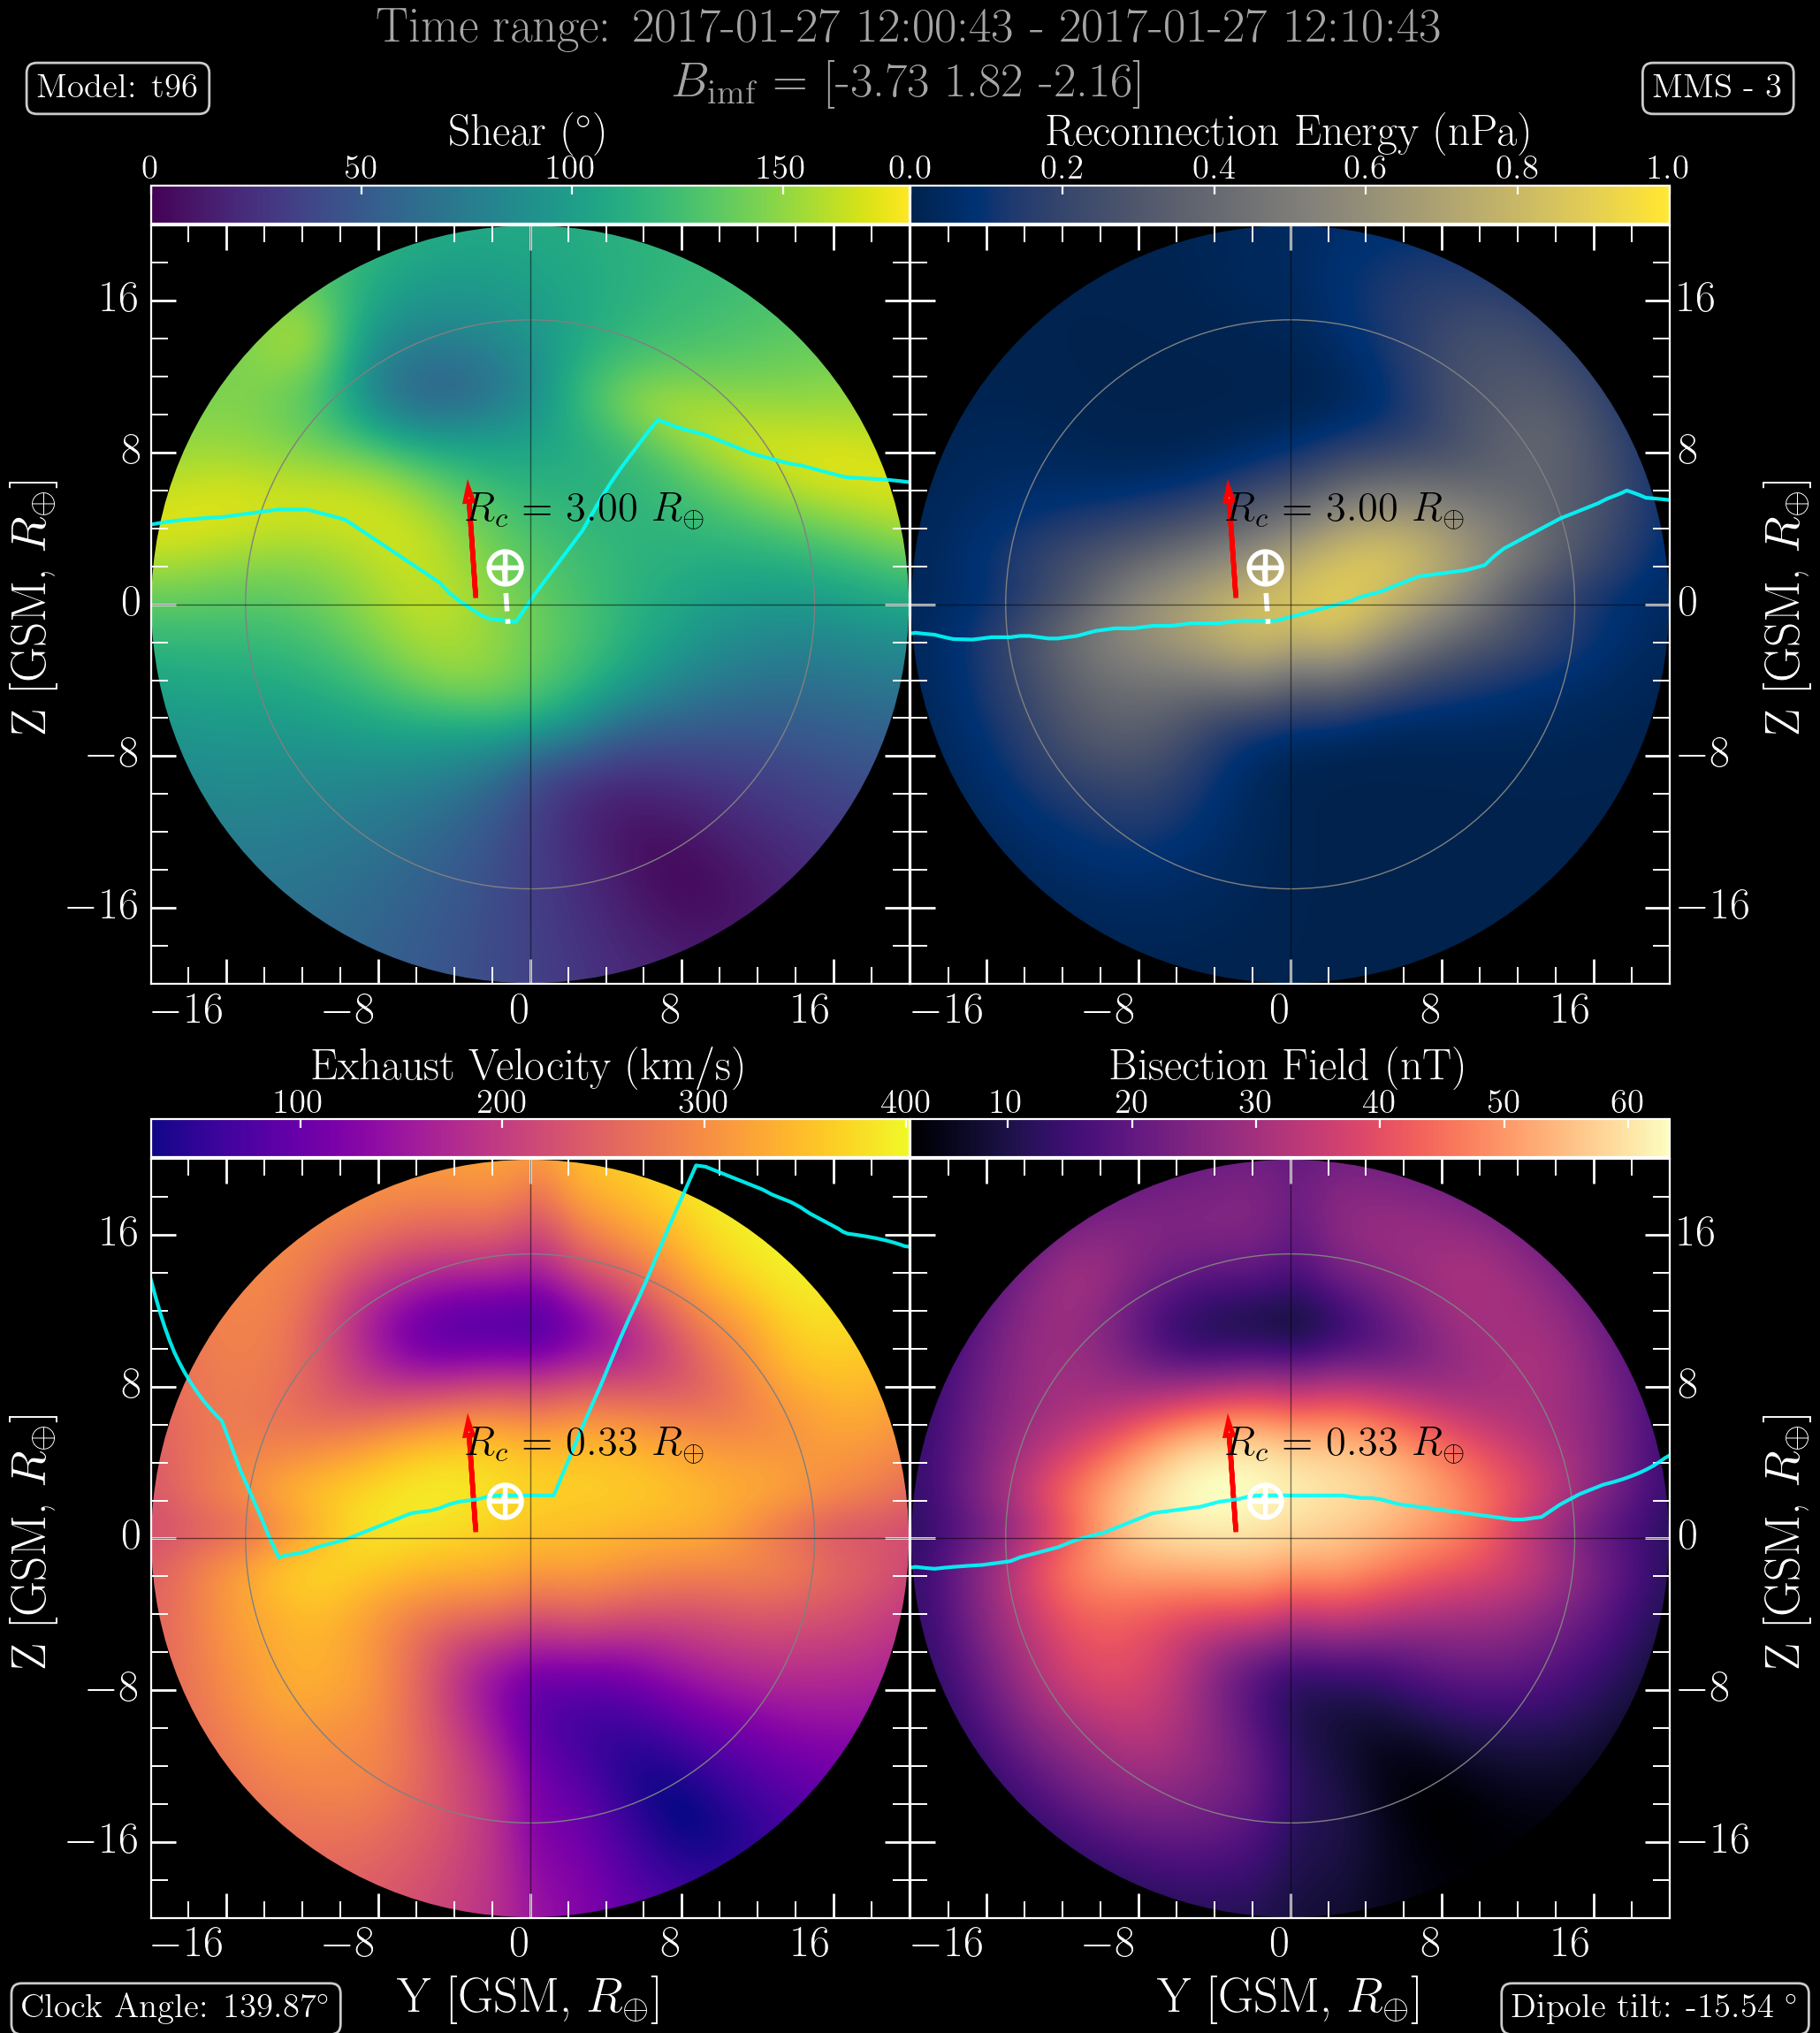 Time range: 2017-01-27 12:00:43 - 2017-01-27 12:10:43
Model: t96
B_imf = [-3.73 1.82 -2.16]
MMS - 3
Shear (°)
Reconnection Energy (nPa)
0 50 100 150
0.0 0.2 0.4 0.6 0.8 1.0
16
8
0
−8
−16
Z [GSM, R⊕]
R_c = 3.00 R⊕
−16 −8 0 8 16
R_c = 3.00 R⊕
−16 −8 0 8 16
16
8
0
−8
−16
Z [GSM, R⊕]
Exhaust Velocity (km/s)
Bisection Field (nT)
100 200 300 400
10 20 30 40 50 60
16
8
0
−8
−16
Z [GSM, R⊕]
R_c = 0.33 R⊕
−16 −8 0 8 16
R_c = 0.33 R⊕
−16 −8 0 8 16
16
8
0
−8
−16
Z [GSM, R⊕]
Y [GSM, R⊕]
Y [GSM, R⊕]
Clock Angle: 139.87°
Dipole tilt: -15.54 °